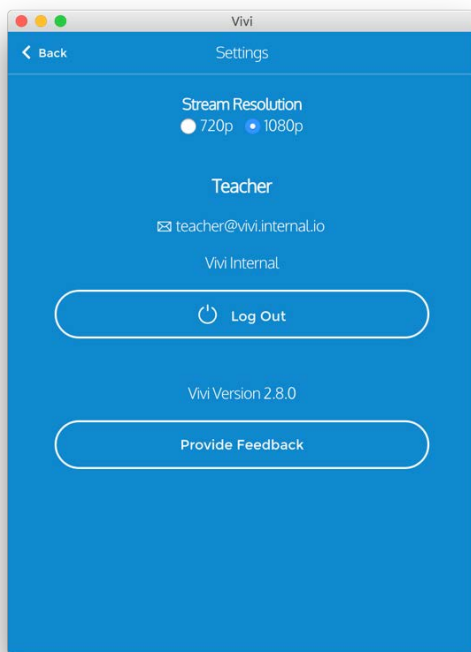 Vivi
Back
Settings
Stream Resolution
720p 1080p
Teacher
teacher@vivi.internal.io
Vivi Internal
Log Out
Vivi Version 2.8.0
Provide Feedback